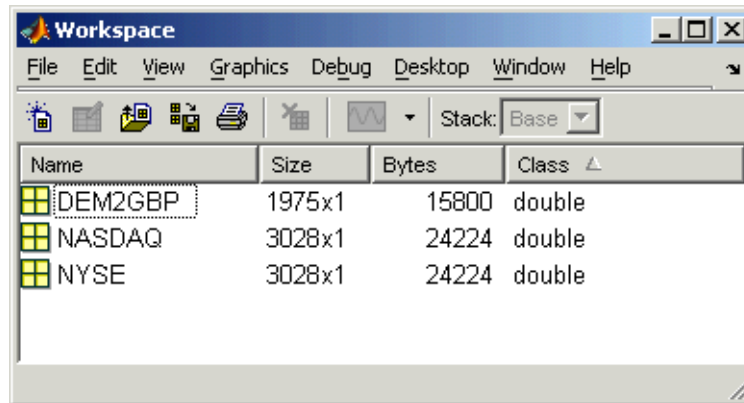 Workspace
File Edit View Graphics Debug Desktop Window Help
Stack: Base
Name Size Bytes Class
DEM2GBP 1975x1 15800 double
NASDAQ 3028x1 24224 double
NYSE 3028x1 24224 double